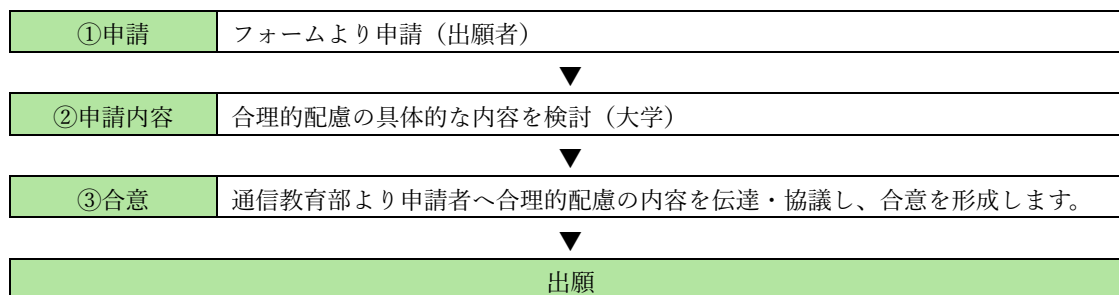 ①申請 フォームより申請（出願者）
▼
②申請内容 合理的配慮の具体的な内容を検討（大学）
▼
③合意 通信教育部より申請者へ合理的配慮の内容を伝達・協議し、合意を形成します。
▼
出願